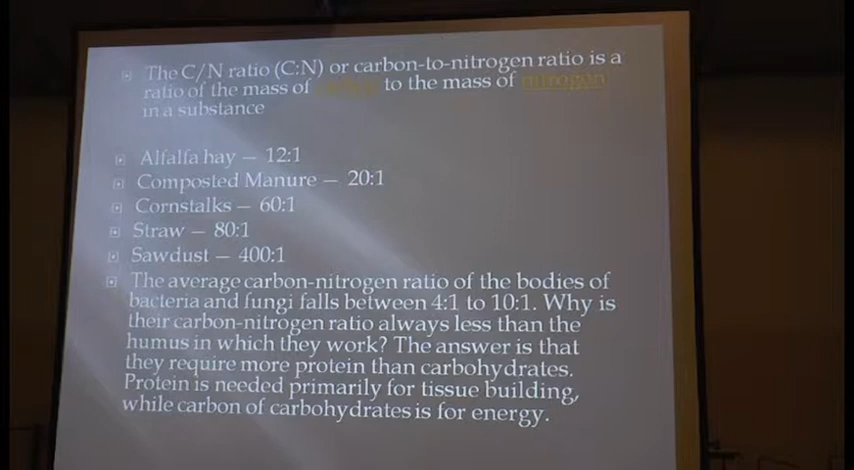 The C/N ratio (C:N) or carbon-to-nitrogen ratio is a
ratio of the mass of carbon to the mass of nitrogen
in a substance
Alfalfa hay – 12:1
Composted Manure – 20:1
Cornstalks – 60:1
Straw – 80:1
Sawdust – 400:1
The average carbon-nitrogen ratio of the bodies of
bacteria and fungi falls between 4:1 to 10:1. Why is
their carbon-nitrogen ratio always less than the
humus in which they work? The answer is that
they require more protein than carbohydrates.
Protein is needed primarily for tissue building,
while carbon of carbohydrates is for energy.